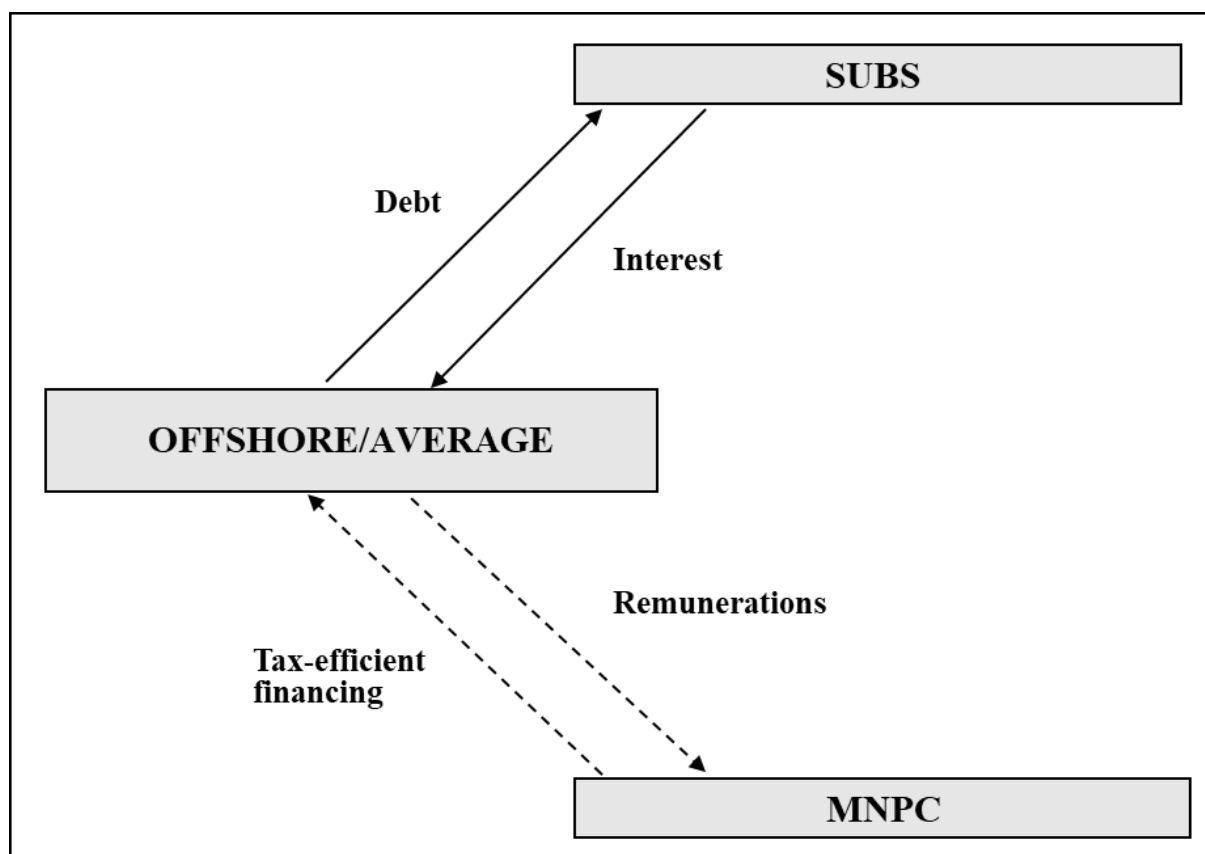 SUBS
Debt
Interest
OFFSHORE/AVERAGE
Remunerations
Tax-efficient
financing
MNPC